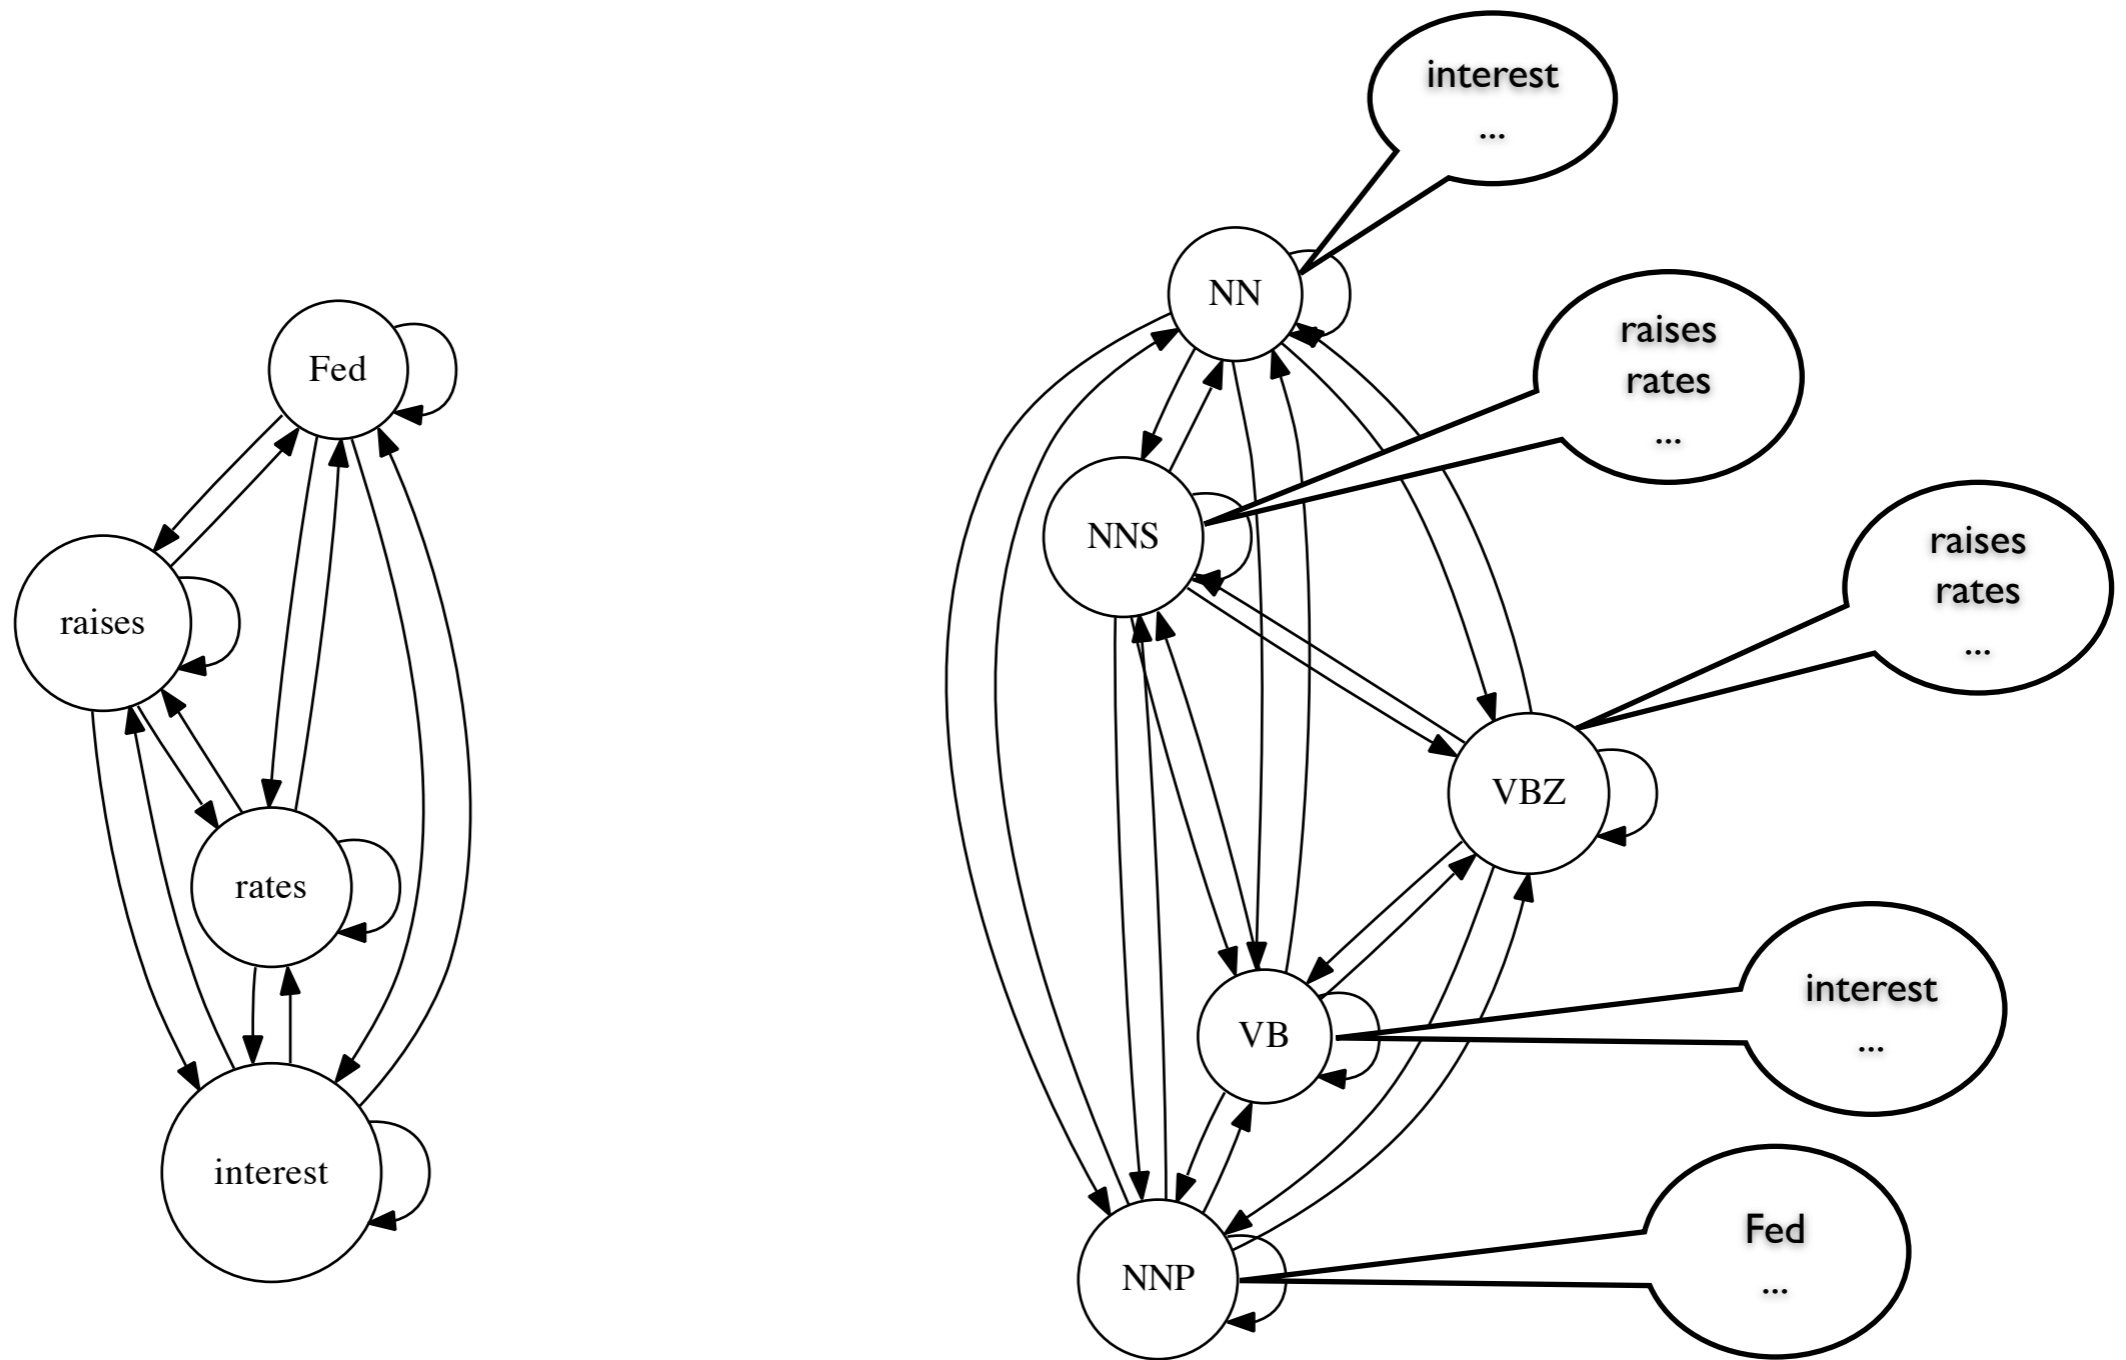 Fed
raises
rates
interest
NN
NNS
VBZ
VB
NNP
interest
...
raises
rates
...
raises
rates
...
interest
...
Fed
...